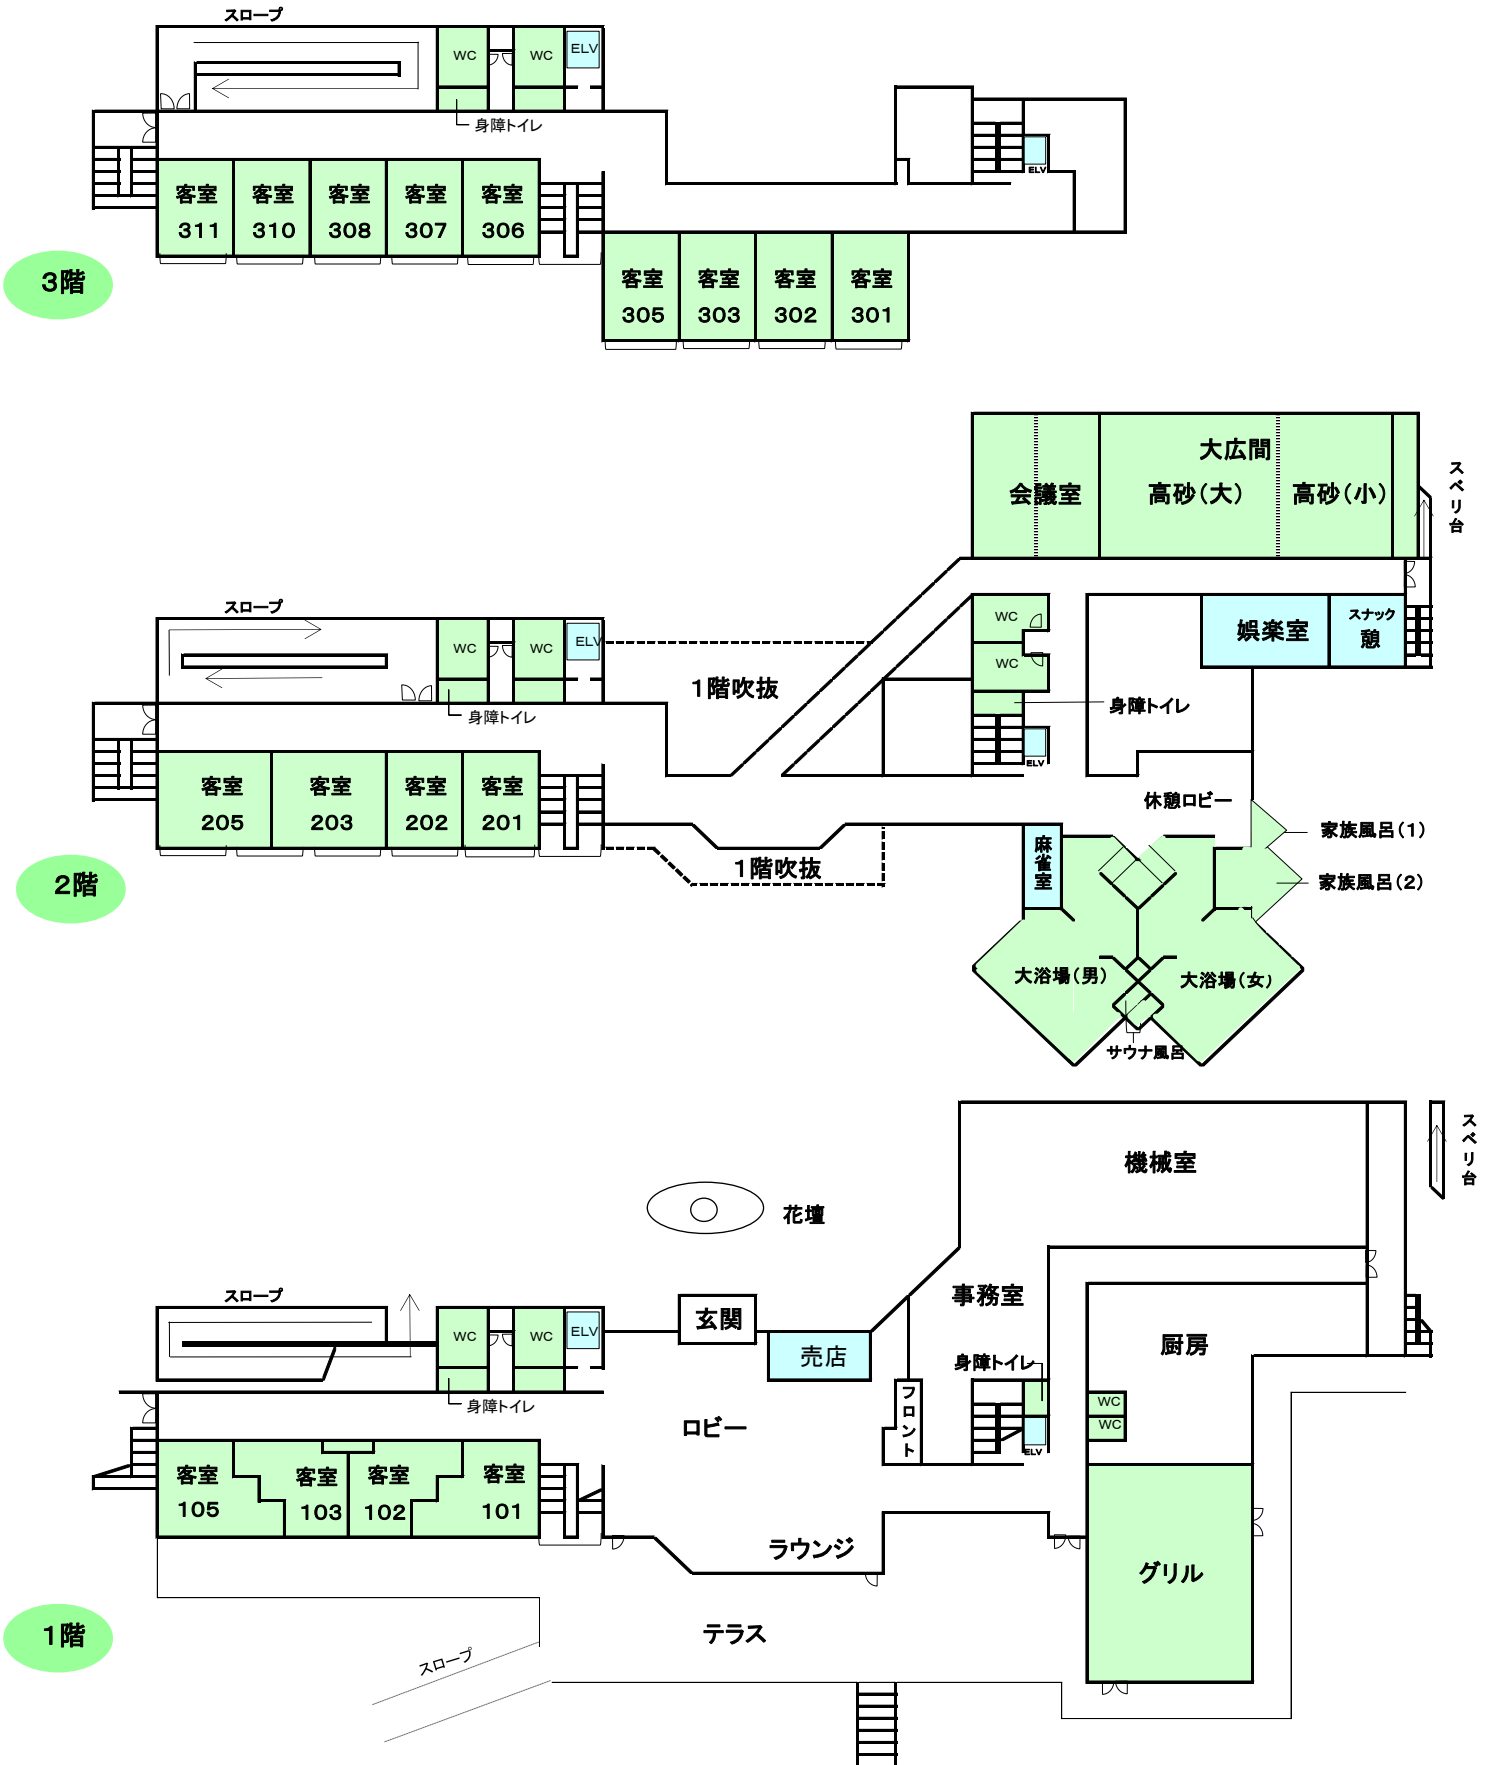 スロープ
WC
WC
ELV
身障トイレ
ELV
客室
311
客室
310
客室
308
客室
307
客室
306
3階
客室
305
客室
303
客室
302
客室
301
大広間
会議室
高砂（大）
高砂（小）
スベリ台
スロープ
WC
WC
ELV
身障トイレ
1階吹抜
WC
WC
身障トイレ
ELV
娯楽室
スナック
憩
休憩ロビー
客室
205
客室
203
客室
202
客室
201
1階吹抜
麻雀室
家族風呂（1）
家族風呂（2）
2階
大浴場（男）
大浴場（女）
サウナ風呂
機械室
スベリ台
花壇
スロープ
WC
WC
ELV
身障トイレ
玄関
売店
事務室
厨房
身障トイレ
WC
WC
ELV
フロント
ロビー
客室
105
客室
103
客室
102
客室
101
ラウンジ
グリル
1階
テラス
スロープ